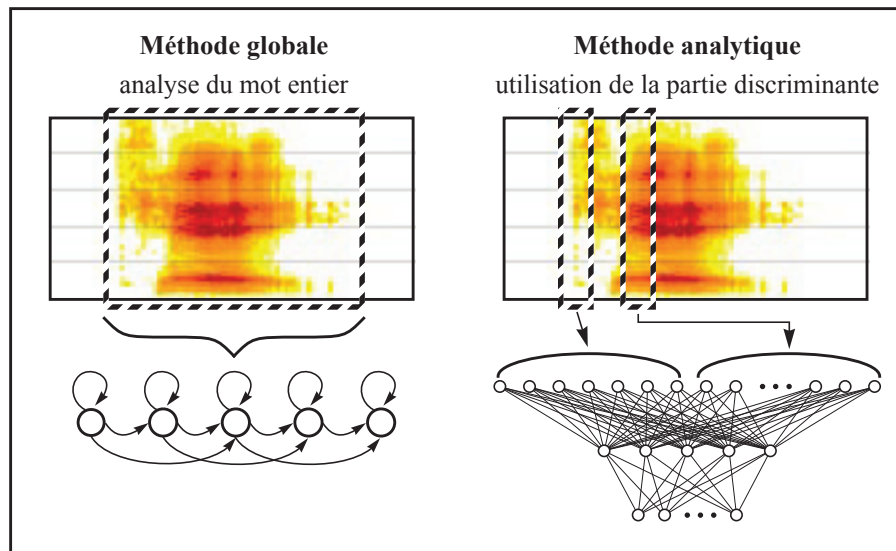 Méthode globale
analyse du mot entier
Méthode analytique
utilisation de la partie discriminante